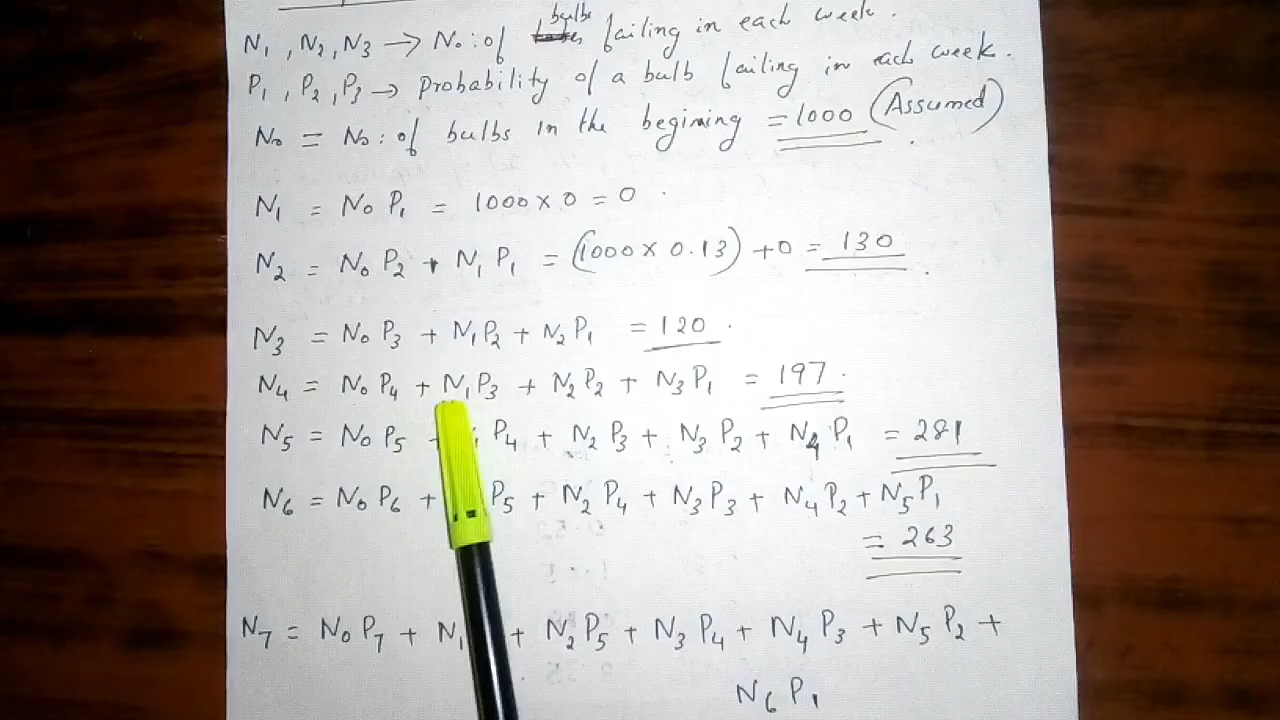 N₁, N₂, N₃ → No: of bulbs failing in each week.
P₁, P₂, P₃ → Probability of a bulb failing in each week.
N₀ = No: of bulbs in the begining = 1000 (Assumed).
N₁ = N₀ P₁ = 1000 × 0 = 0.
N₂ = N₀ P₂ + N₁ P₁ = (1000 × 0.13) + 0 = 130.
N₃ = N₀ P₃ + N₁ P₂ + N₂ P₁ = 120.
N₄ = N₀ P₄ + N₁ P₃ + N₂ P₂ + N₃ P₁ = 197.
N₅ = N₀ P₅ + P₄ + N₂ P₃ + N₃ P₂ + N₄ P₁ = 281
N₆ = N₀ P₆ + P₅ + N₂ P₄ + N₃ P₃ + N₄ P₂ + N₅ P₁
= 263
N₇ = N₀ P₇ + N₁ + N₂ P₅ + N₃ P₄ + N₄ P₃ + N₅ P₂ +
N₆ P₁